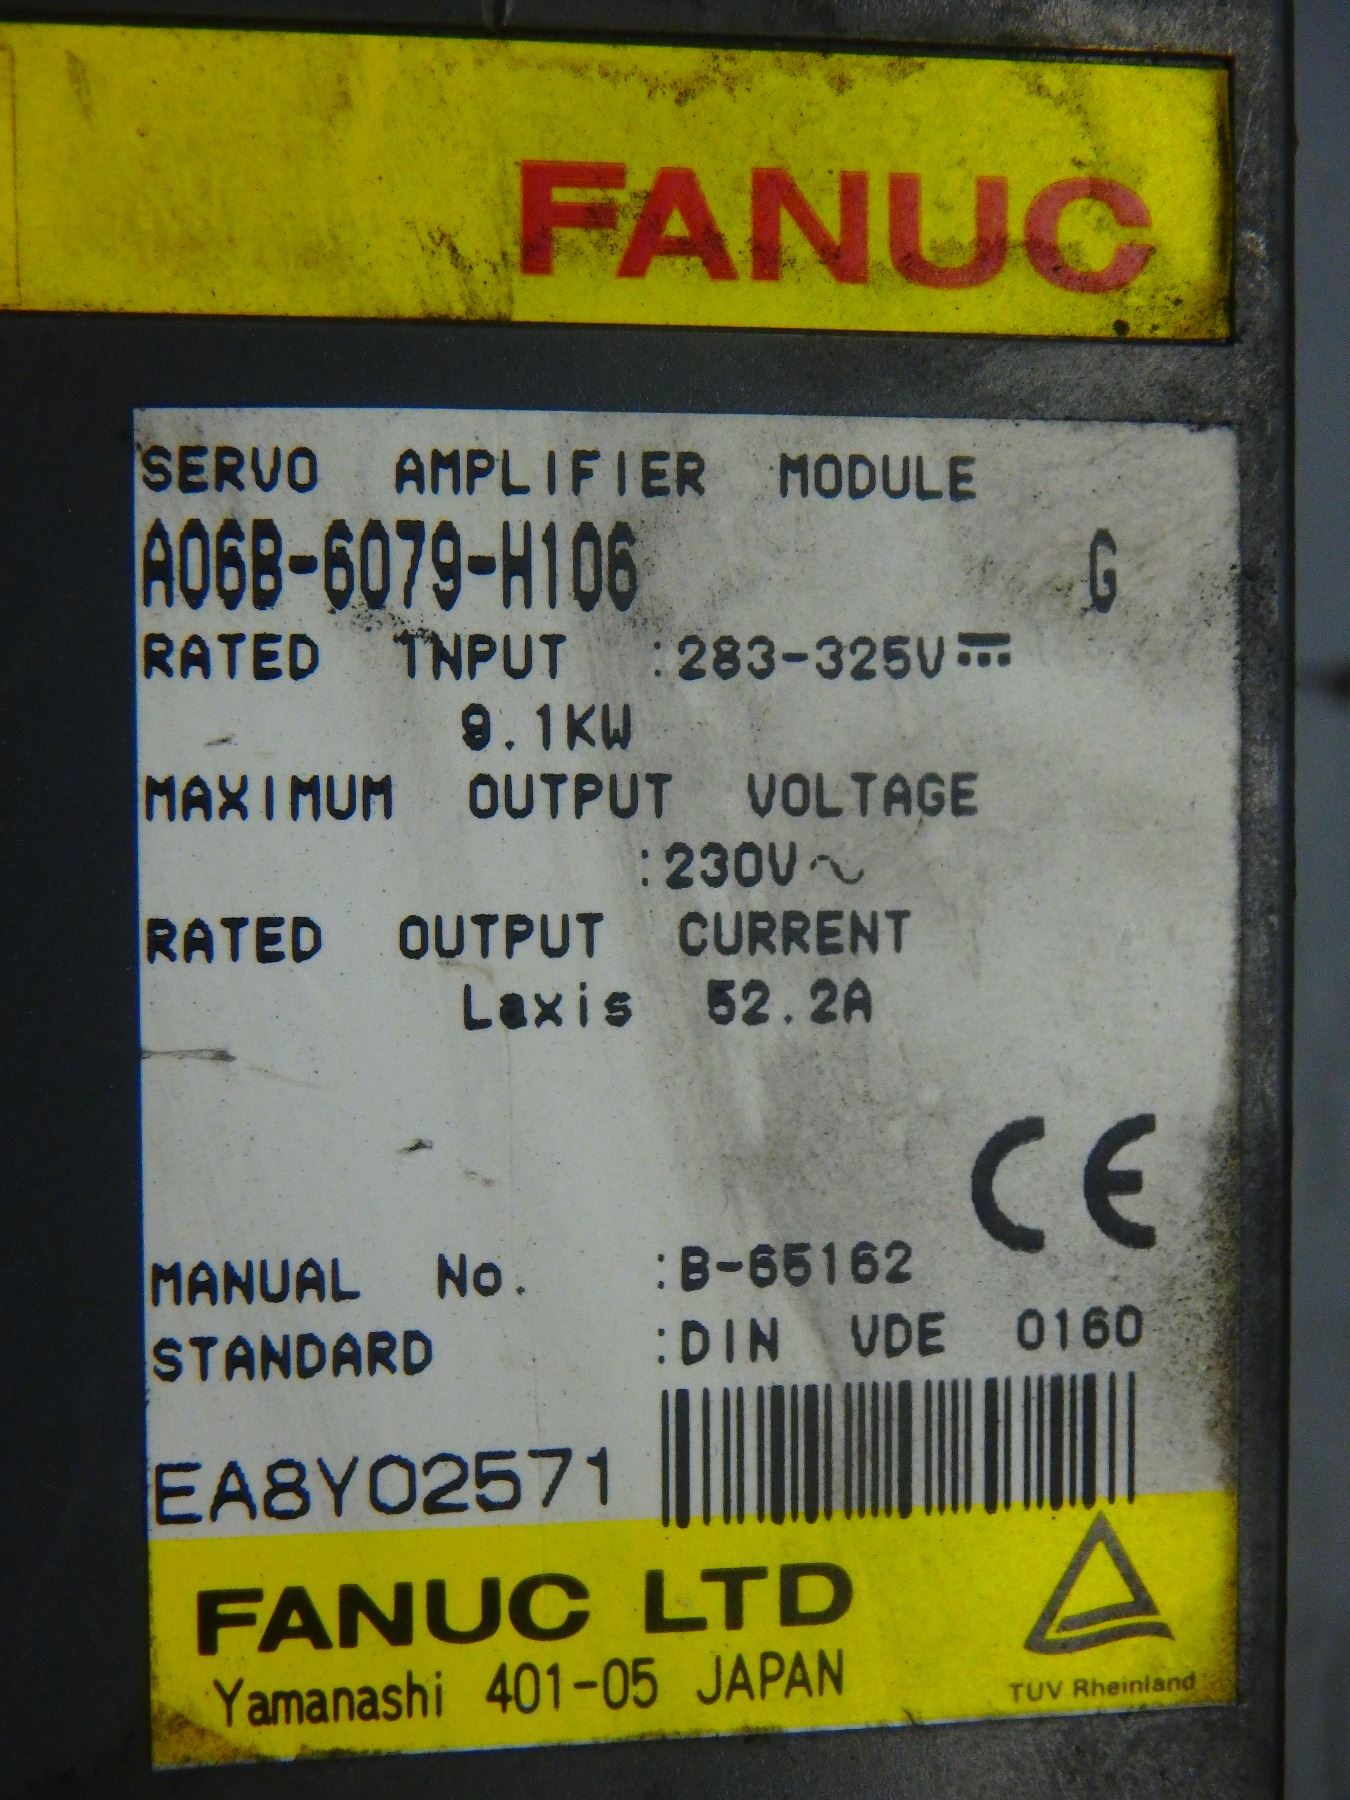 FANUC
SERVO AMPLIFIER MODULE
A06B-6079-H106 G
RATED INPUT :283-325V⎓
9.1KW
MAXIMUM OUTPUT VOLTAGE
:230V~
RATED OUTPUT CURRENT
Laxis 52.2A
CE
MANUAL No. :B-65162
STANDARD :DIN VDE 0160
EA8Y02571
FANUC LTD
Yamanashi 401-05 JAPAN
TUV Rheinland